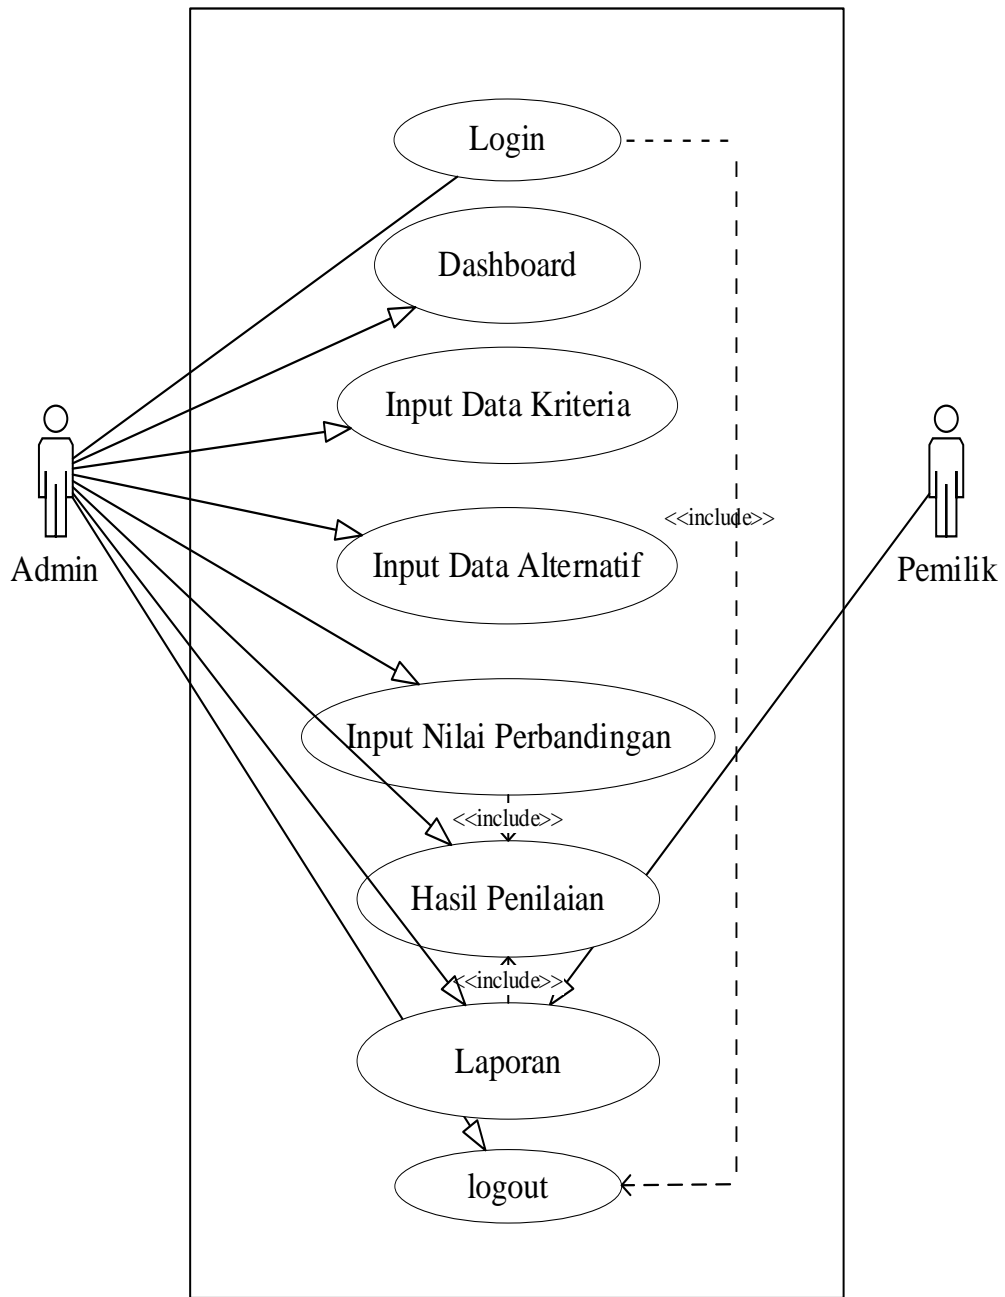 Login
Dashboard
Input Data Kriteria
<<include>>
Input Data Alternatif
Admin
Pemilik
Input Nilai Perbandingan
<<include>>
Hasil Penilaian
<<include>>
Laporan
logout